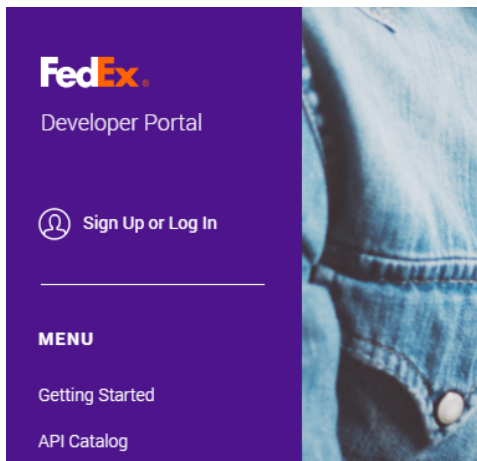 FedEx®
Developer Portal
Sign Up or Log In
MENU
Getting Started
API Catalog